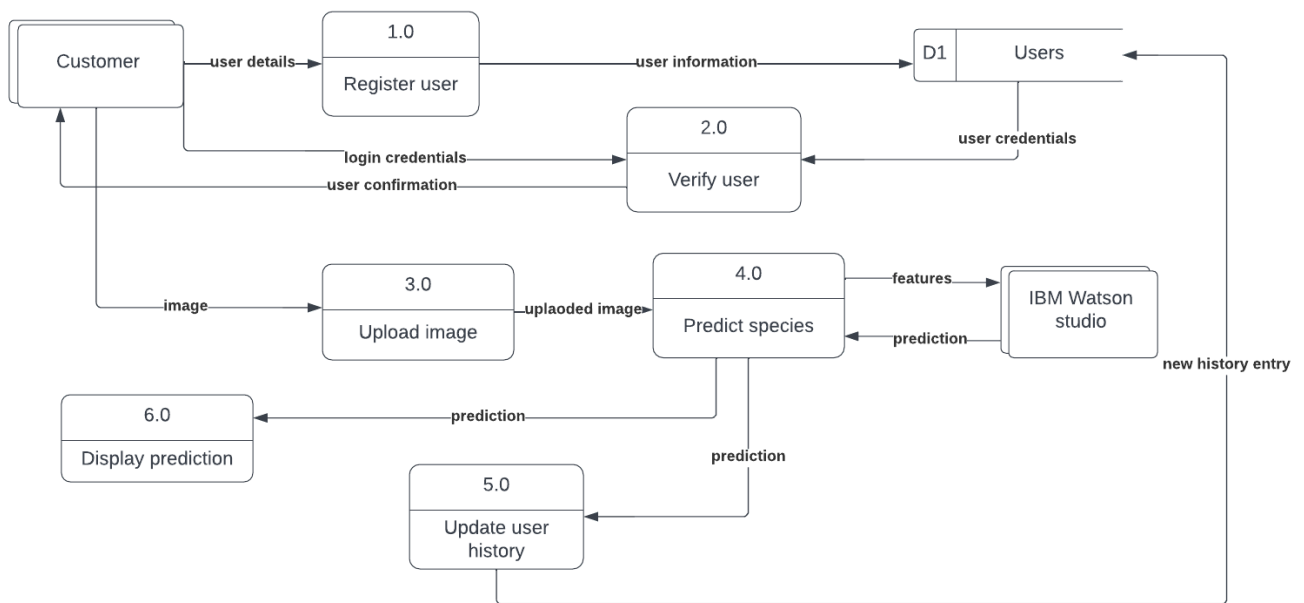 Customer
user details
1.0
Register user
user information
D1
Users
2.0
Verify user
user credentials
login credentials
user confirmation
image
3.0
Upload image
uplaoded image
4.0
Predict species
features
prediction
IBM Watson
studio
new history entry
6.0
Display prediction
prediction
prediction
5.0
Update user
history